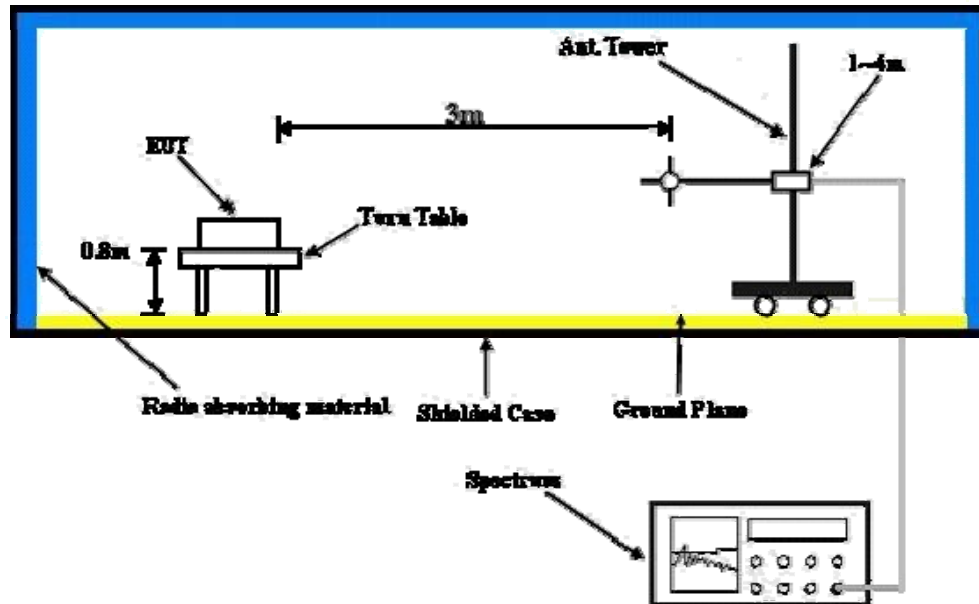 Ant. Tower
1~4m
3m
EUT
Turn Table
0.8m
Radio absorbing material
Shielded Case
Ground Plane
Spectrum